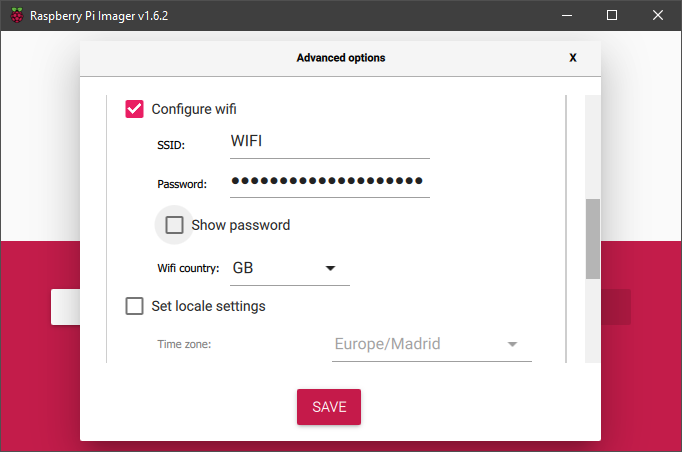 Raspberry Pi Imager v1.6.2
Advanced options X
Configure wifi
SSID: WIFI
Password: ••••••••••••••••••••
Show password
Wifi country: GB
Set locale settings
Time zone: Europe/Madrid
SAVE